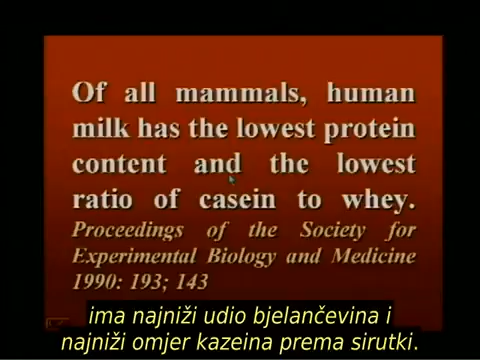 Of all mammals, human
milk has the lowest protein
content and the lowest
ratio of casein to whey.
Proceedings of the Society for
Experimental Biology and Medicine
1990: 193; 143
ima najniži udio bjelančevina i
najniži omjer kazeina prema sirutki.